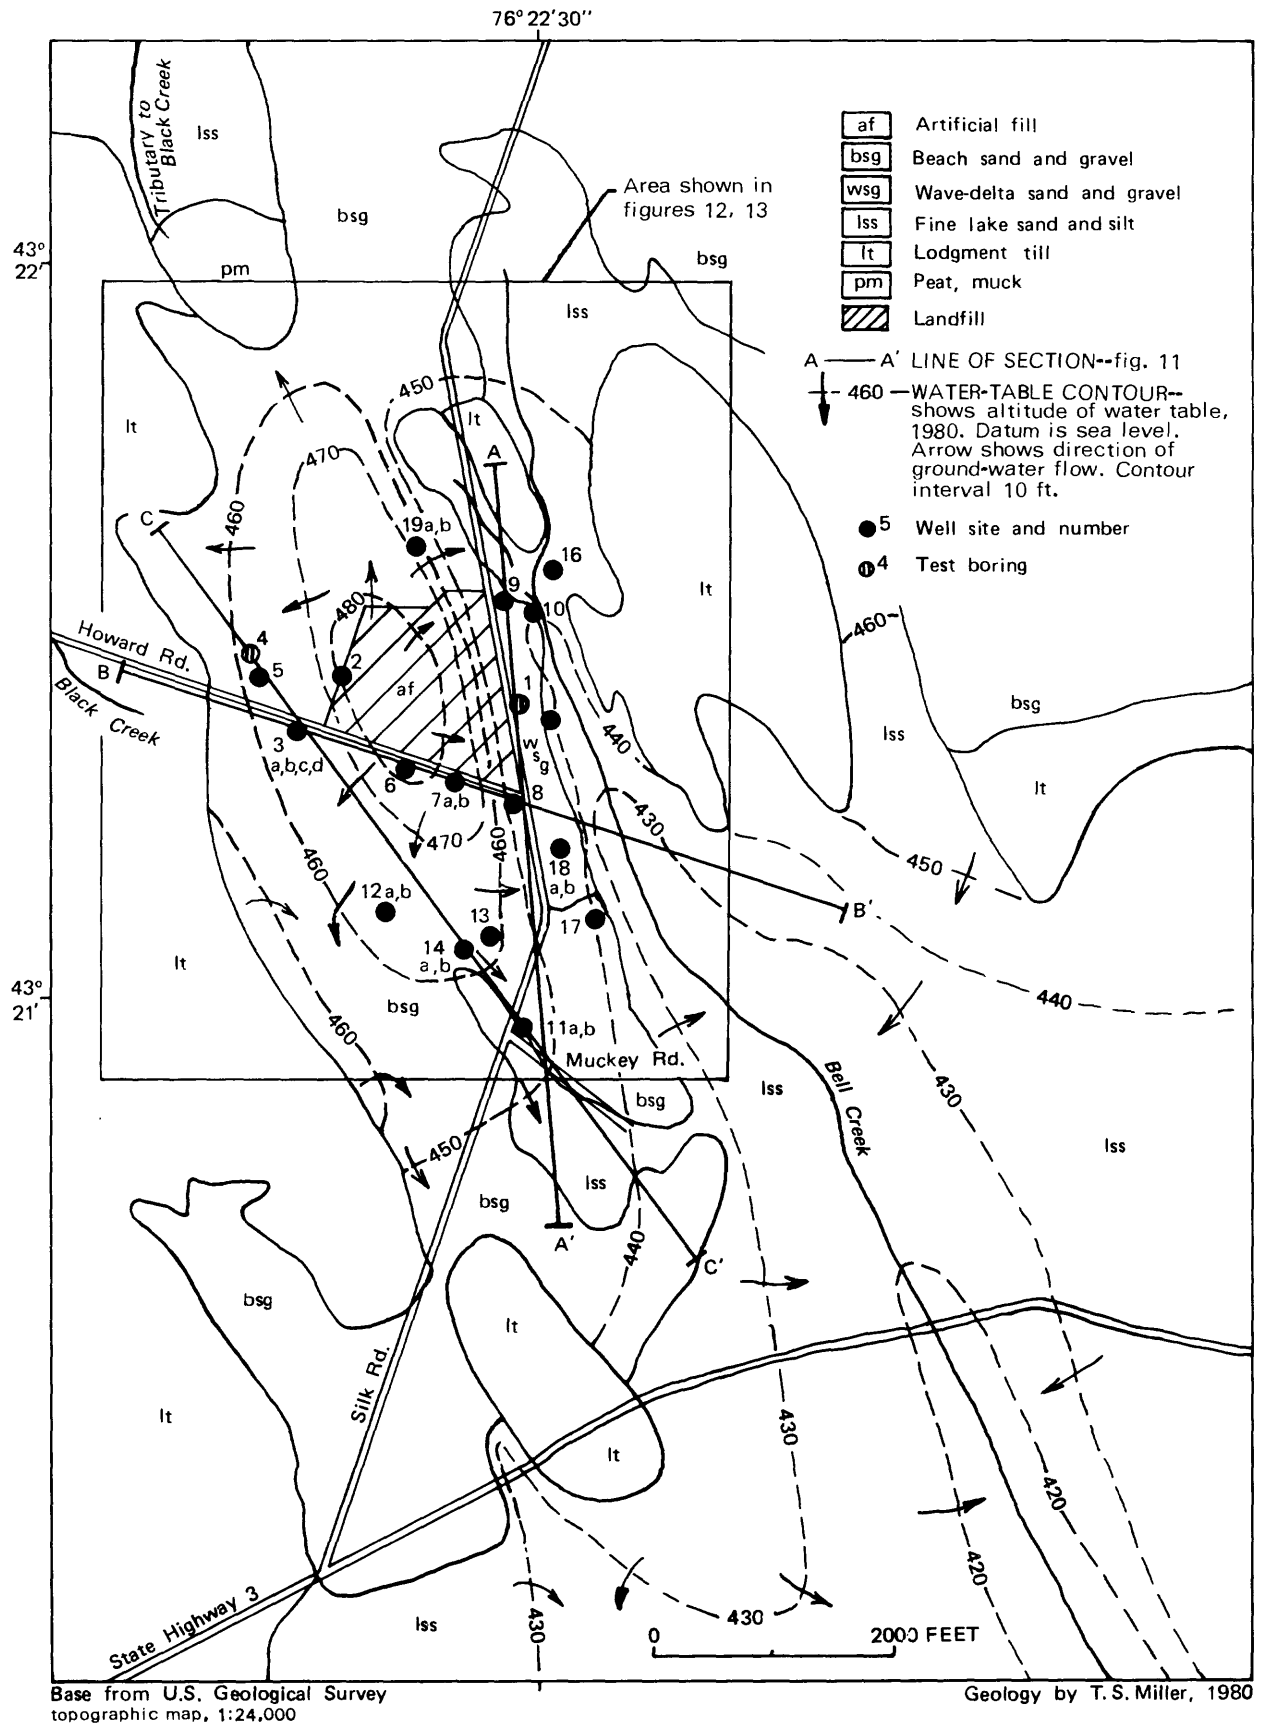 76° 22' 30"
Tributary to
Black Creek
lss
bsg
Area shown in
figures 12, 13
bsg
43°
22'
pm
lss
af Artificial fill
bsg Beach sand and gravel
wsg Wave-delta sand and gravel
lss Fine lake sand and silt
lt Lodgment till
pm Peat, muck
Landfill
A — A' LINE OF SECTION--fig. 11
460 WATER-TABLE CONTOUR--
shows altitude of water table,
1980. Datum is sea level.
Arrow shows direction of
ground-water flow. Contour
interval 10 ft.
5 Well site and number
4 Test boring
450
lt
lt
A
470
460
C
19a,b
16
9
10
lt
480
460
Howard Rd.
B
4
5
2
af
1
Black Creek
3
a,b,c,d
6
7a,b
w
s
g
8
440
lss
bsg
lt
430
470
460
450
18
a,b
460
12a,b
13
14
a,b
17
B'
lt
bsg
43°
21'
440
460
11a,b
Muckey Rd.
bsg
lss
Bell Creek
430
lss
450
bsg
lss
A'
440
C'
bsg
lt
Silk Rd.
lt
lt
430
420
420
State Highway 3
lss
430
430
0 2000 FEET
Base from U.S. Geological Survey
topographic map, 1:24,000
Geology by T.S. Miller, 1980